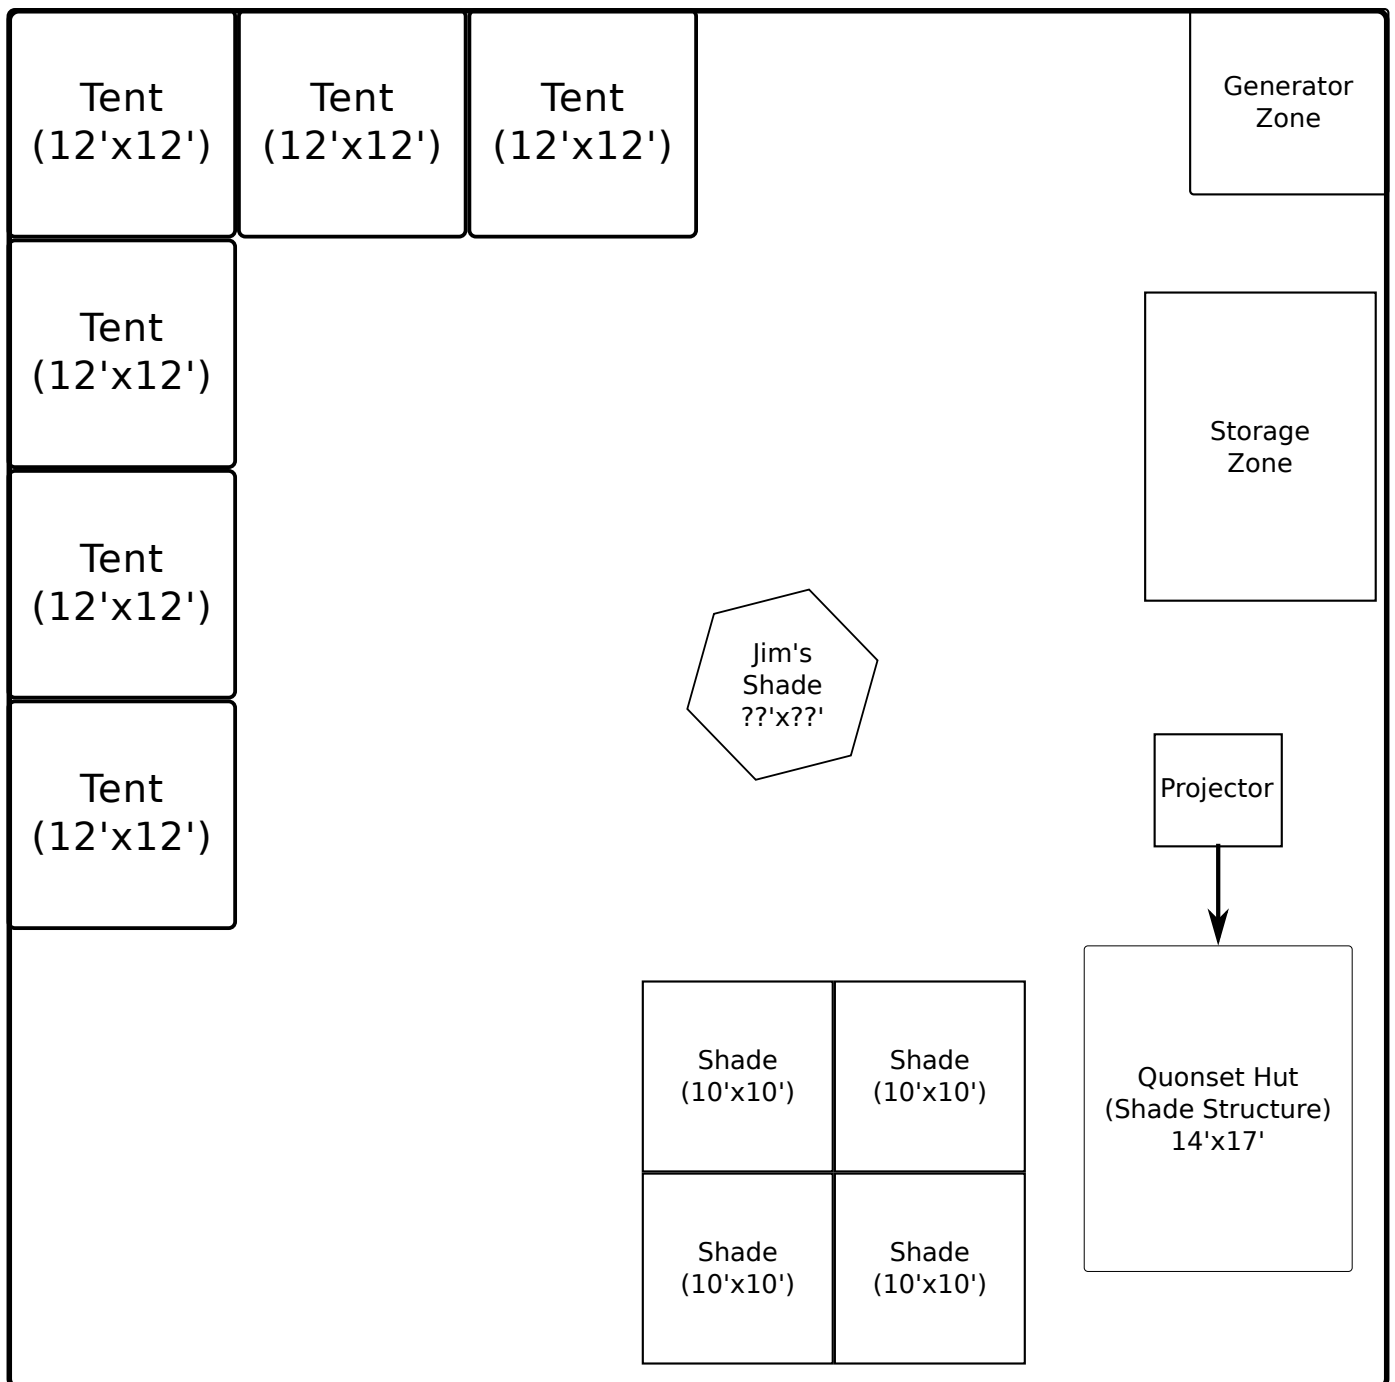 Tent
(12'x12')
Tent
(12'x12')
Tent
(12'x12')
Generator
Zone
Tent
(12'x12')
Storage
Zone
Tent
(12'x12')
Jim's
Shade
??'x??'
Tent
(12'x12')
Projector
Shade
(10'x10')
Shade
(10'x10')
Quonset Hut
(Shade Structure)
14'x17'
Shade
(10'x10')
Shade
(10'x10')